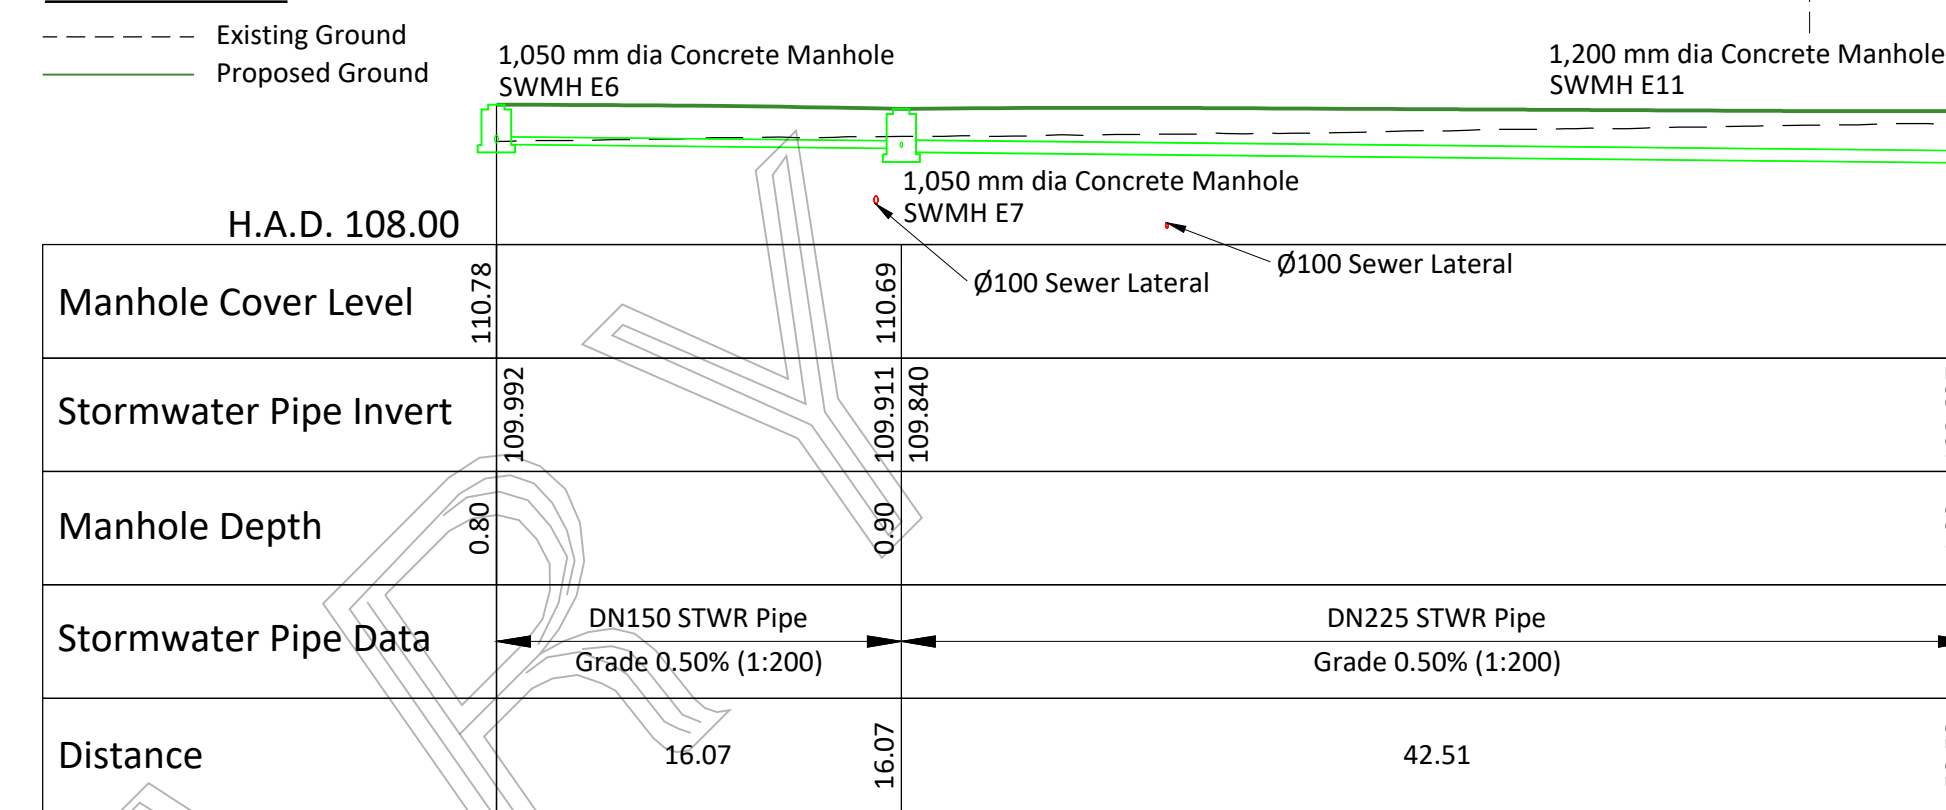 Existing Ground
Proposed Ground
1,050 mm dia Concrete Manhole
SWMH E6
1,200 mm dia Concrete Manhole
SWMH E11
1,050 mm dia Concrete Manhole
SWMH E7
H.A.D. 108.00
Ø100 Sewer Lateral
Ø100 Sewer Lateral
Manhole Cover Level
110.78
110.69
Stormwater Pipe Invert
109.992
109.911
109.840
Manhole Depth
0.80
0.90
Stormwater Pipe Data
DN150 STWR Pipe
Grade 0.50% (1:200)
DN225 STWR Pipe
Grade 0.50% (1:200)
Distance
16.07
16.07
42.51